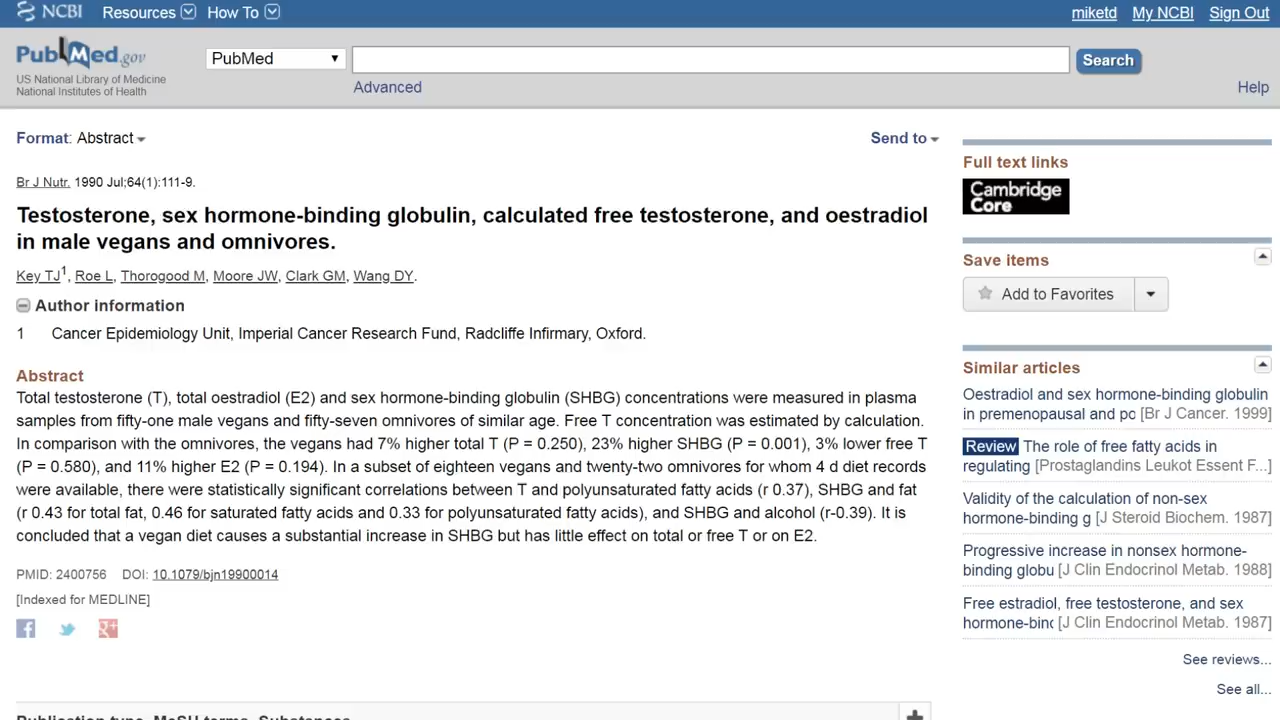 NCBI Resources How To miketd My NCBI Sign Out
PubMed.gov
US National Library of Medicine
National Institutes of Health
PubMed Search
Advanced Help
Format: Abstract Send to
Br J Nutr. 1990 Jul;64(1):111-9.
Testosterone, sex hormone-binding globulin, calculated free testosterone, and oestradiol
in male vegans and omnivores.
Key TJ1, Roe L, Thorogood M, Moore JW, Clark GM, Wang DY.
Author information
1 Cancer Epidemiology Unit, Imperial Cancer Research Fund, Radcliffe Infirmary, Oxford.
Abstract
Total testosterone (T), total oestradiol (E2) and sex hormone-binding globulin (SHBG) concentrations were measured in plasma
samples from fifty-one male vegans and fifty-seven omnivores of similar age. Free T concentration was estimated by calculation.
In comparison with the omnivores, the vegans had 7% higher total T (P = 0.250), 23% higher SHBG (P = 0.001), 3% lower free T
(P = 0.580), and 11% higher E2 (P = 0.194). In a subset of eighteen vegans and twenty-two omnivores for whom 4 d diet records
were available, there were statistically significant correlations between T and polyunsaturated fatty acids (r 0.37), SHBG and fat
(r 0.43 for total fat, 0.46 for saturated fatty acids and 0.33 for polyunsaturated fatty acids), and SHBG and alcohol (r-0.39). It is
concluded that a vegan diet causes a substantial increase in SHBG but has little effect on total or free T or on E2.
PMID: 2400756 DOI: 10.1079/bjn19900014
[Indexed for MEDLINE]
Publication type, MeSH terms, Substances
Full text links
Cambridge
Core
Save items
Add to Favorites
Similar articles
Oestradiol and sex hormone-binding globulin
in premenopausal and pc [Br J Cancer. 1999]
Review The role of free fatty acids in
regulating [Prostaglandins Leukot Essent F...]
Validity of the calculation of non-sex
hormone-binding g [J Steroid Biochem. 1987]
Progressive increase in nonsex hormone-
binding globu [J Clin Endocrinol Metab. 1988]
Free estradiol, free testosterone, and sex
hormone-binc [J Clin Endocrinol Metab. 1987]
See reviews...
See all...